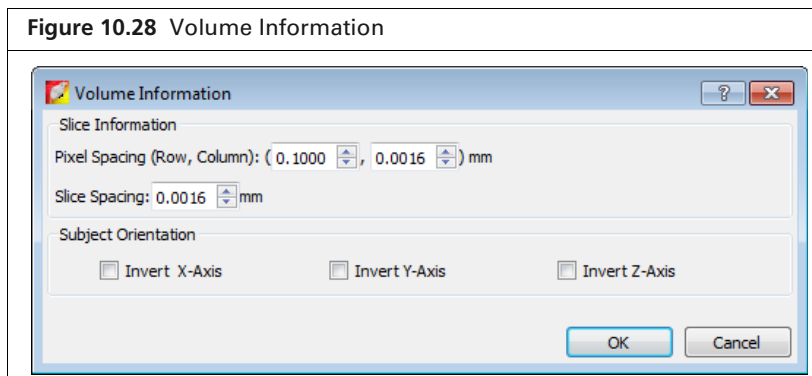 Figure 10.28 Volume Information
Volume Information
Slice Information
Pixel Spacing (Row, Column): ( 0.1000 , 0.0016 ) mm
Slice Spacing: 0.0016 mm
Subject Orientation
Invert X-Axis Invert Y-Axis Invert Z-Axis
OK Cancel